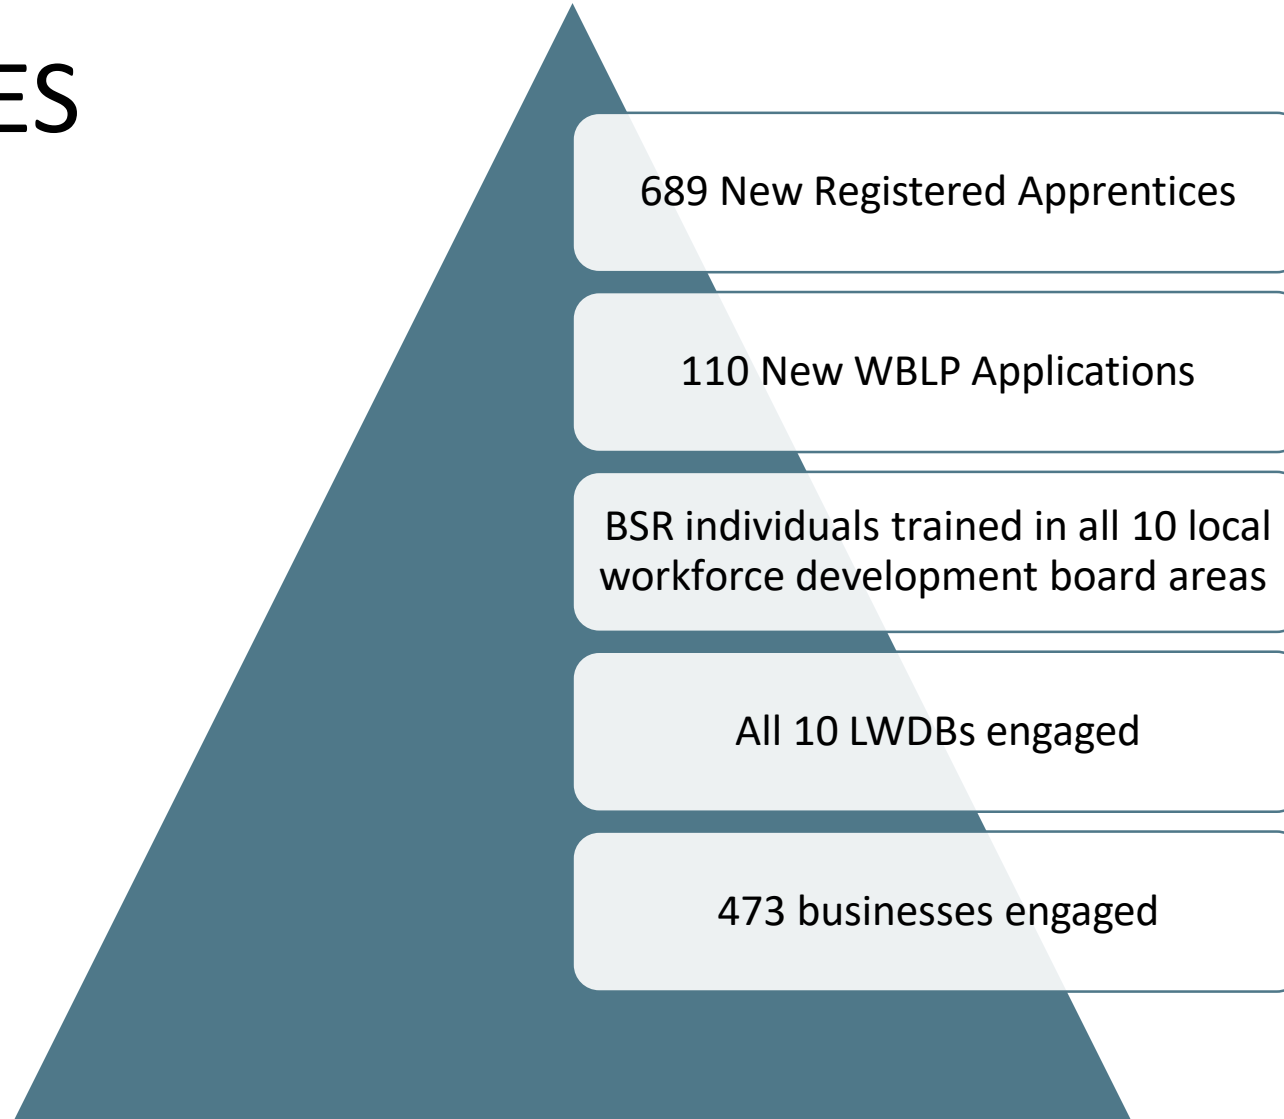 ES
689 New Registered Apprentices
110 New WBLP Applications
BSR individuals trained in all 10 local
workforce development board areas
All 10 LWDBs engaged
473 businesses engaged